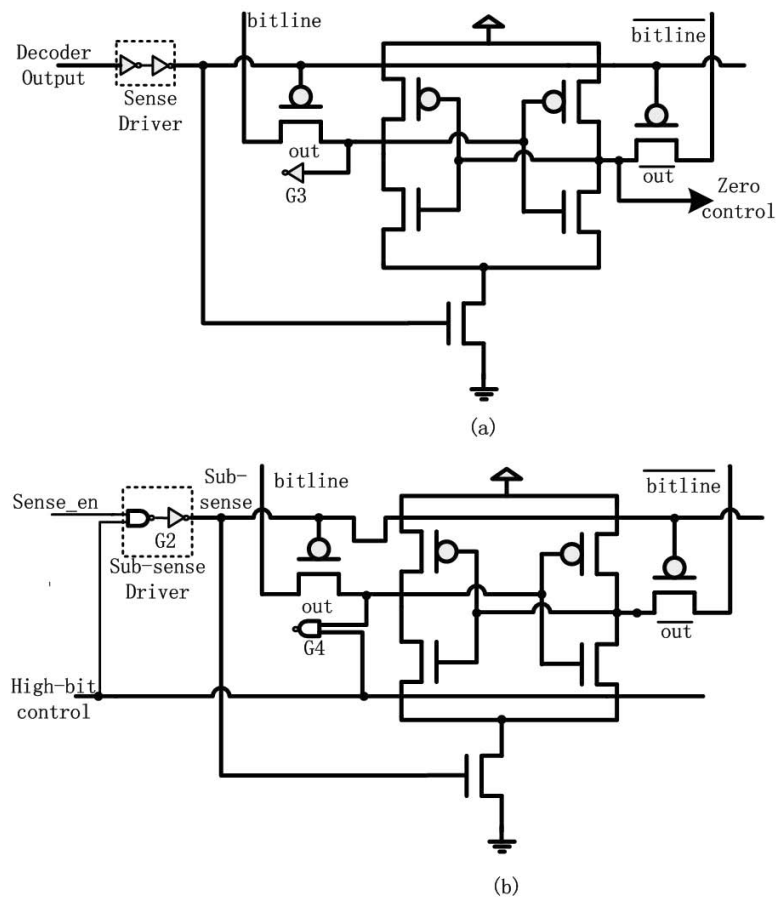 bitline
bitline
Decoder
Output
Sense
Driver
out
G3
out
Zero
control
(a)
Sub-
sense
bitline
bitline
Sense_en
G2
Sub-sense
Driver
out
G4
out
High-bit
control
(b)